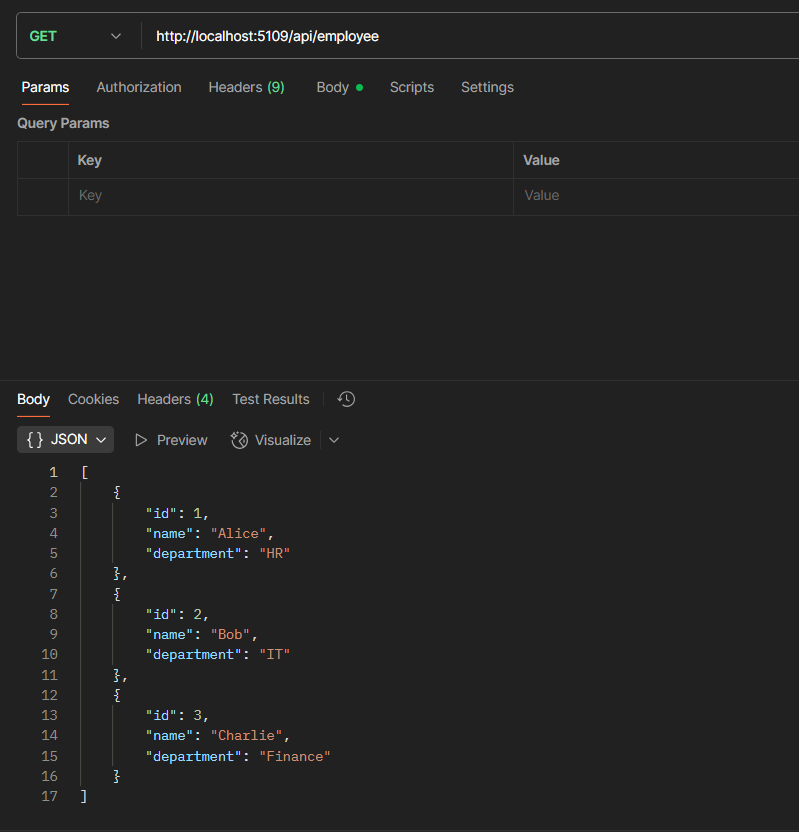 GET http://localhost:5109/api/employee
Params Authorization Headers (9) Body Scripts Settings
Query Params
Key Value
Key Value
Body Cookies Headers (4) Test Results
{} JSON Preview Visualize
1 [
2 {
3 "id": 1,
4 "name": "Alice",
5 "department": "HR"
6 },
7 {
8 "id": 2,
9 "name": "Bob",
10 "department": "IT"
11 },
12 {
13 "id": 3,
14 "name": "Charlie",
15 "department": "Finance"
16 }
17 ]